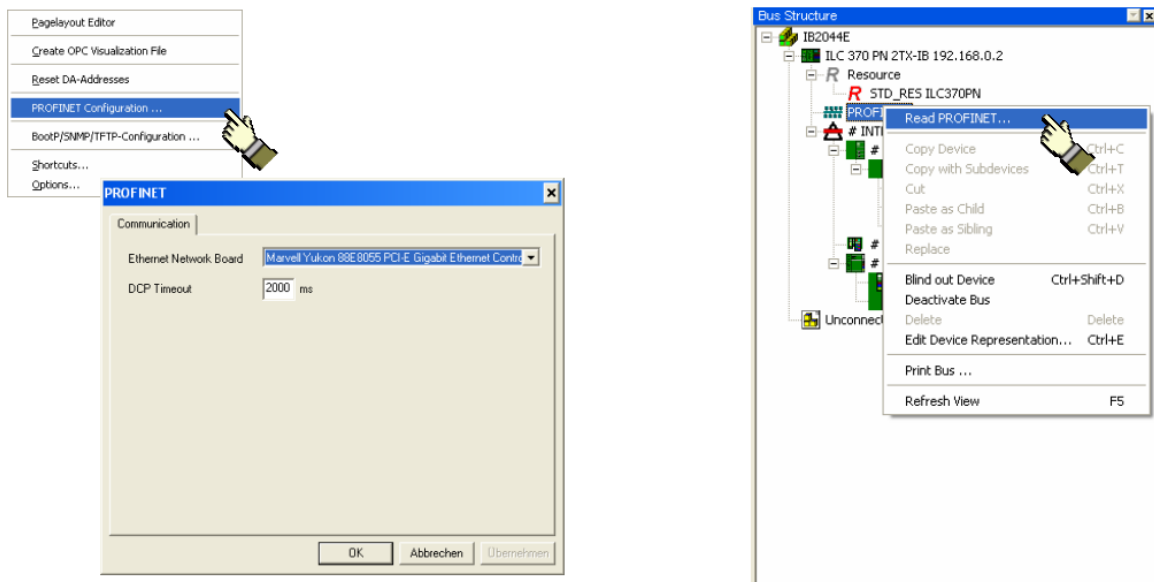 Pagelayout Editor
Create OPC Visualization File
Reset DA-Addresses
PROFINET Configuration ...
BootP/SNMP/TFTP-Configuration ...
Shortcuts...
Options...
PROFINET
Communication
Ethernet Network Board
Marvell Yukon 88E8055 PCI-E Gigabit Ethernet Contro
DCP Timeout
2000 ms
OK Abbrechen Übernehmen
Bus Structure
IB2044E
ILC 370 PN 2TX-IB 192.168.0.2
R Resource
R STD_RES ILC370PN
PROFI
# INT
#
#
#
Unconnec
Read PROFINET...
Copy Device Ctrl+C
Copy with Subdevices Ctrl+T
Cut Ctrl+X
Paste as Child Ctrl+B
Paste as Sibling Ctrl+V
Replace
Blind out Device Ctrl+Shift+D
Deactivate Bus
Delete Delete
Edit Device Representation... Ctrl+E
Print Bus ...
Refresh View F5